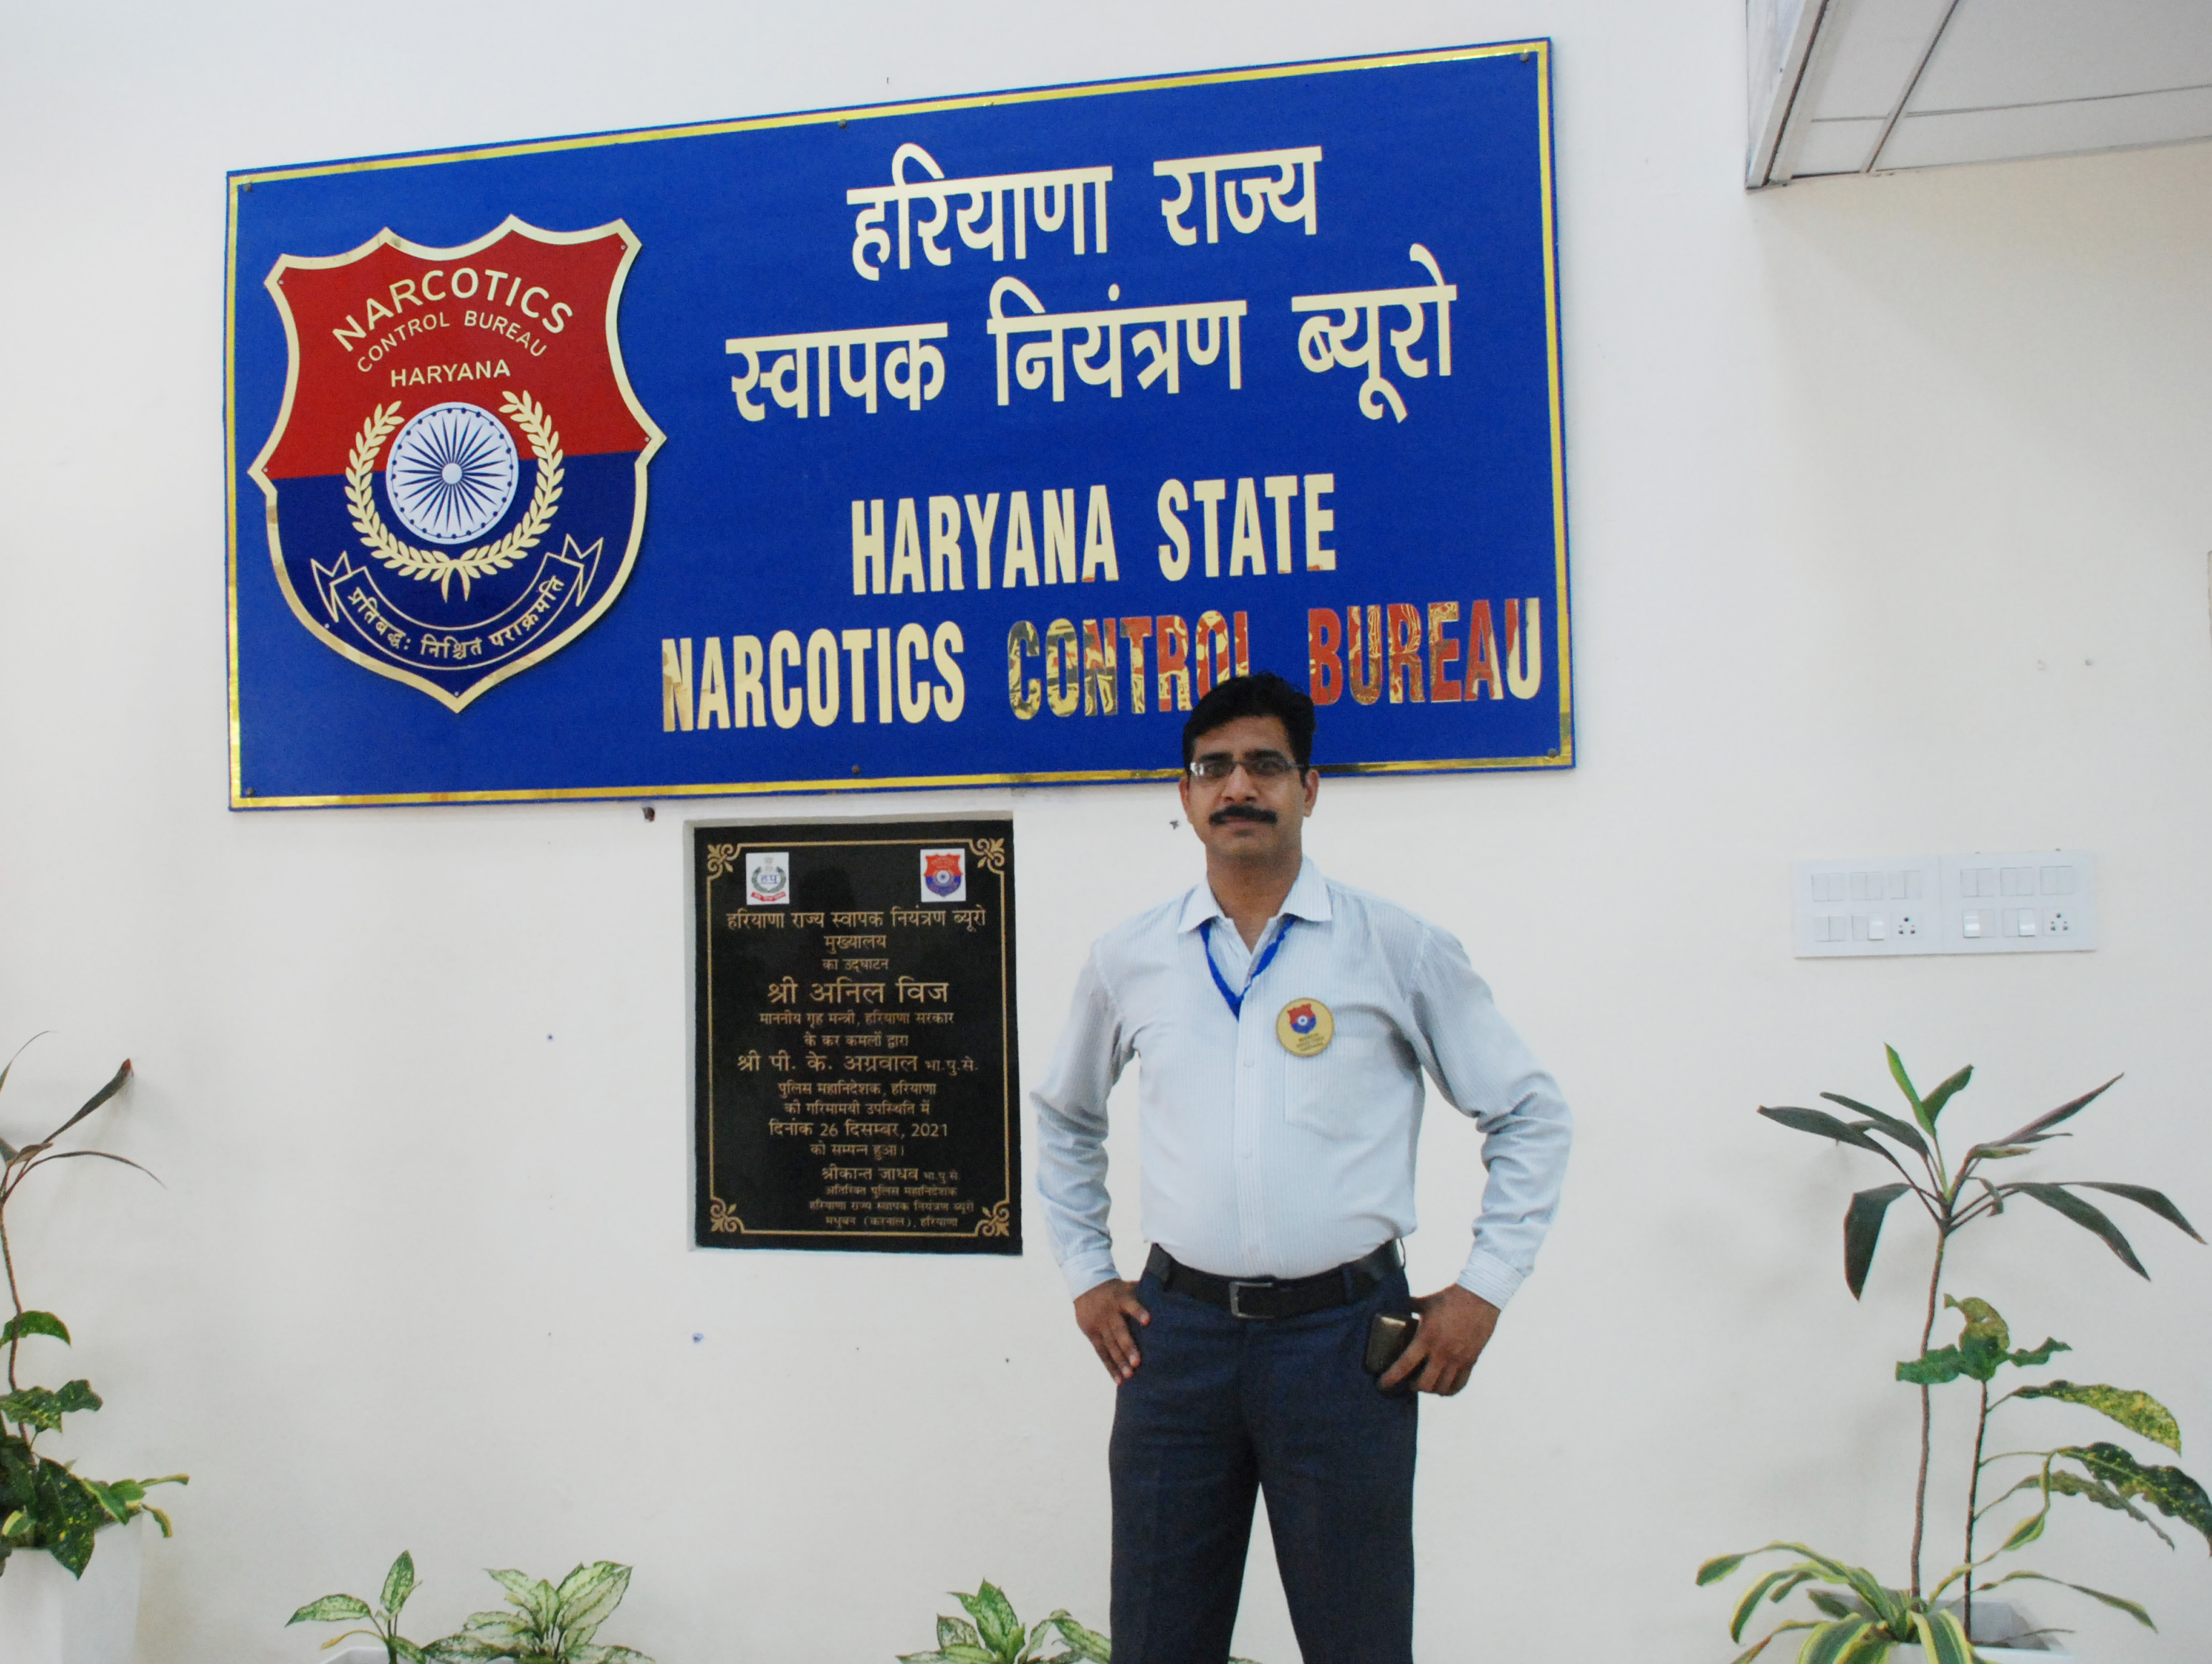 NARCOTICS
CONTROL BUREAU
HARYANA
प्रतिबद्धः निश्चितं पराक्रमति
हरियाणा राज्य
स्वापक नियंत्रण ब्यूरो
HARYANA STATE
NARCOTICS CONTROL BUREAU
ह पु
हरियाणा राज्य स्वापक नियंत्रण ब्यूरो
मुख्यालय
का उद्घाटन
श्री अनिल विज
माननीय गृह मन्त्री, हरियाणा सरकार
के कर कमलों द्वारा
श्री पी. के. अग्रवाल भा.पु.से.
पुलिस महानिदेशक, हरियाणा
की गरिमामयी उपस्थिति में
दिनांक 26 दिसम्बर, 2021
को सम्पन्न हुआ।
श्रीकान्त जाधव भा.पु.से.
अतिरिक्त पुलिस महानिदेशक
हरियाणा राज्य स्वापक नियंत्रण ब्यूरो
मधुबन (करनाल), हरियाणा